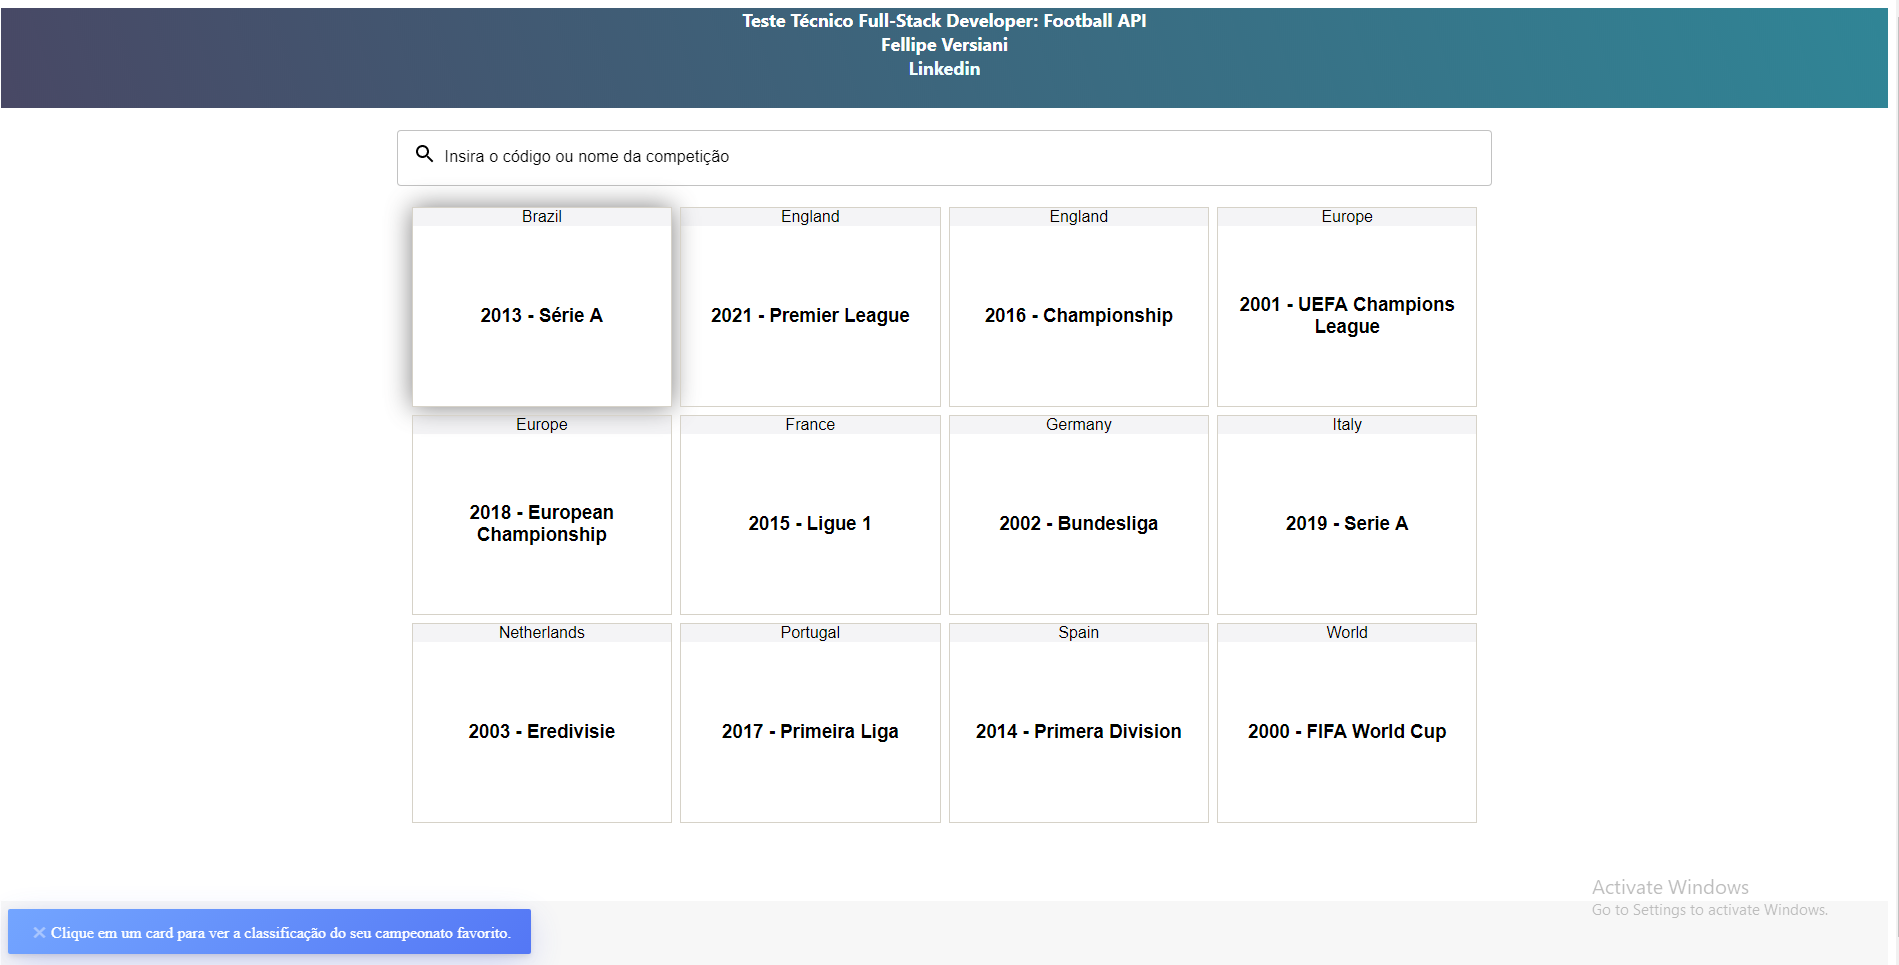 Teste Técnico Full-Stack Developer: Football API
Fellipe Versiani
Linkedin
Insira o código ou nome da competição
Brazil
2013 - Série A
England
2021 - Premier League
England
2016 - Championship
Europe
2001 - UEFA Champions
League
Europe
2018 - European
Championship
France
2015 - Ligue 1
Germany
2002 - Bundesliga
Italy
2019 - Serie A
Netherlands
2003 - Eredivisie
Portugal
2017 - Primeira Liga
Spain
2014 - Primera Division
World
2000 - FIFA World Cup
Activate Windows
Go to Settings to activate Windows.
Clique em um card para ver a classificação do seu campeonato favorito.